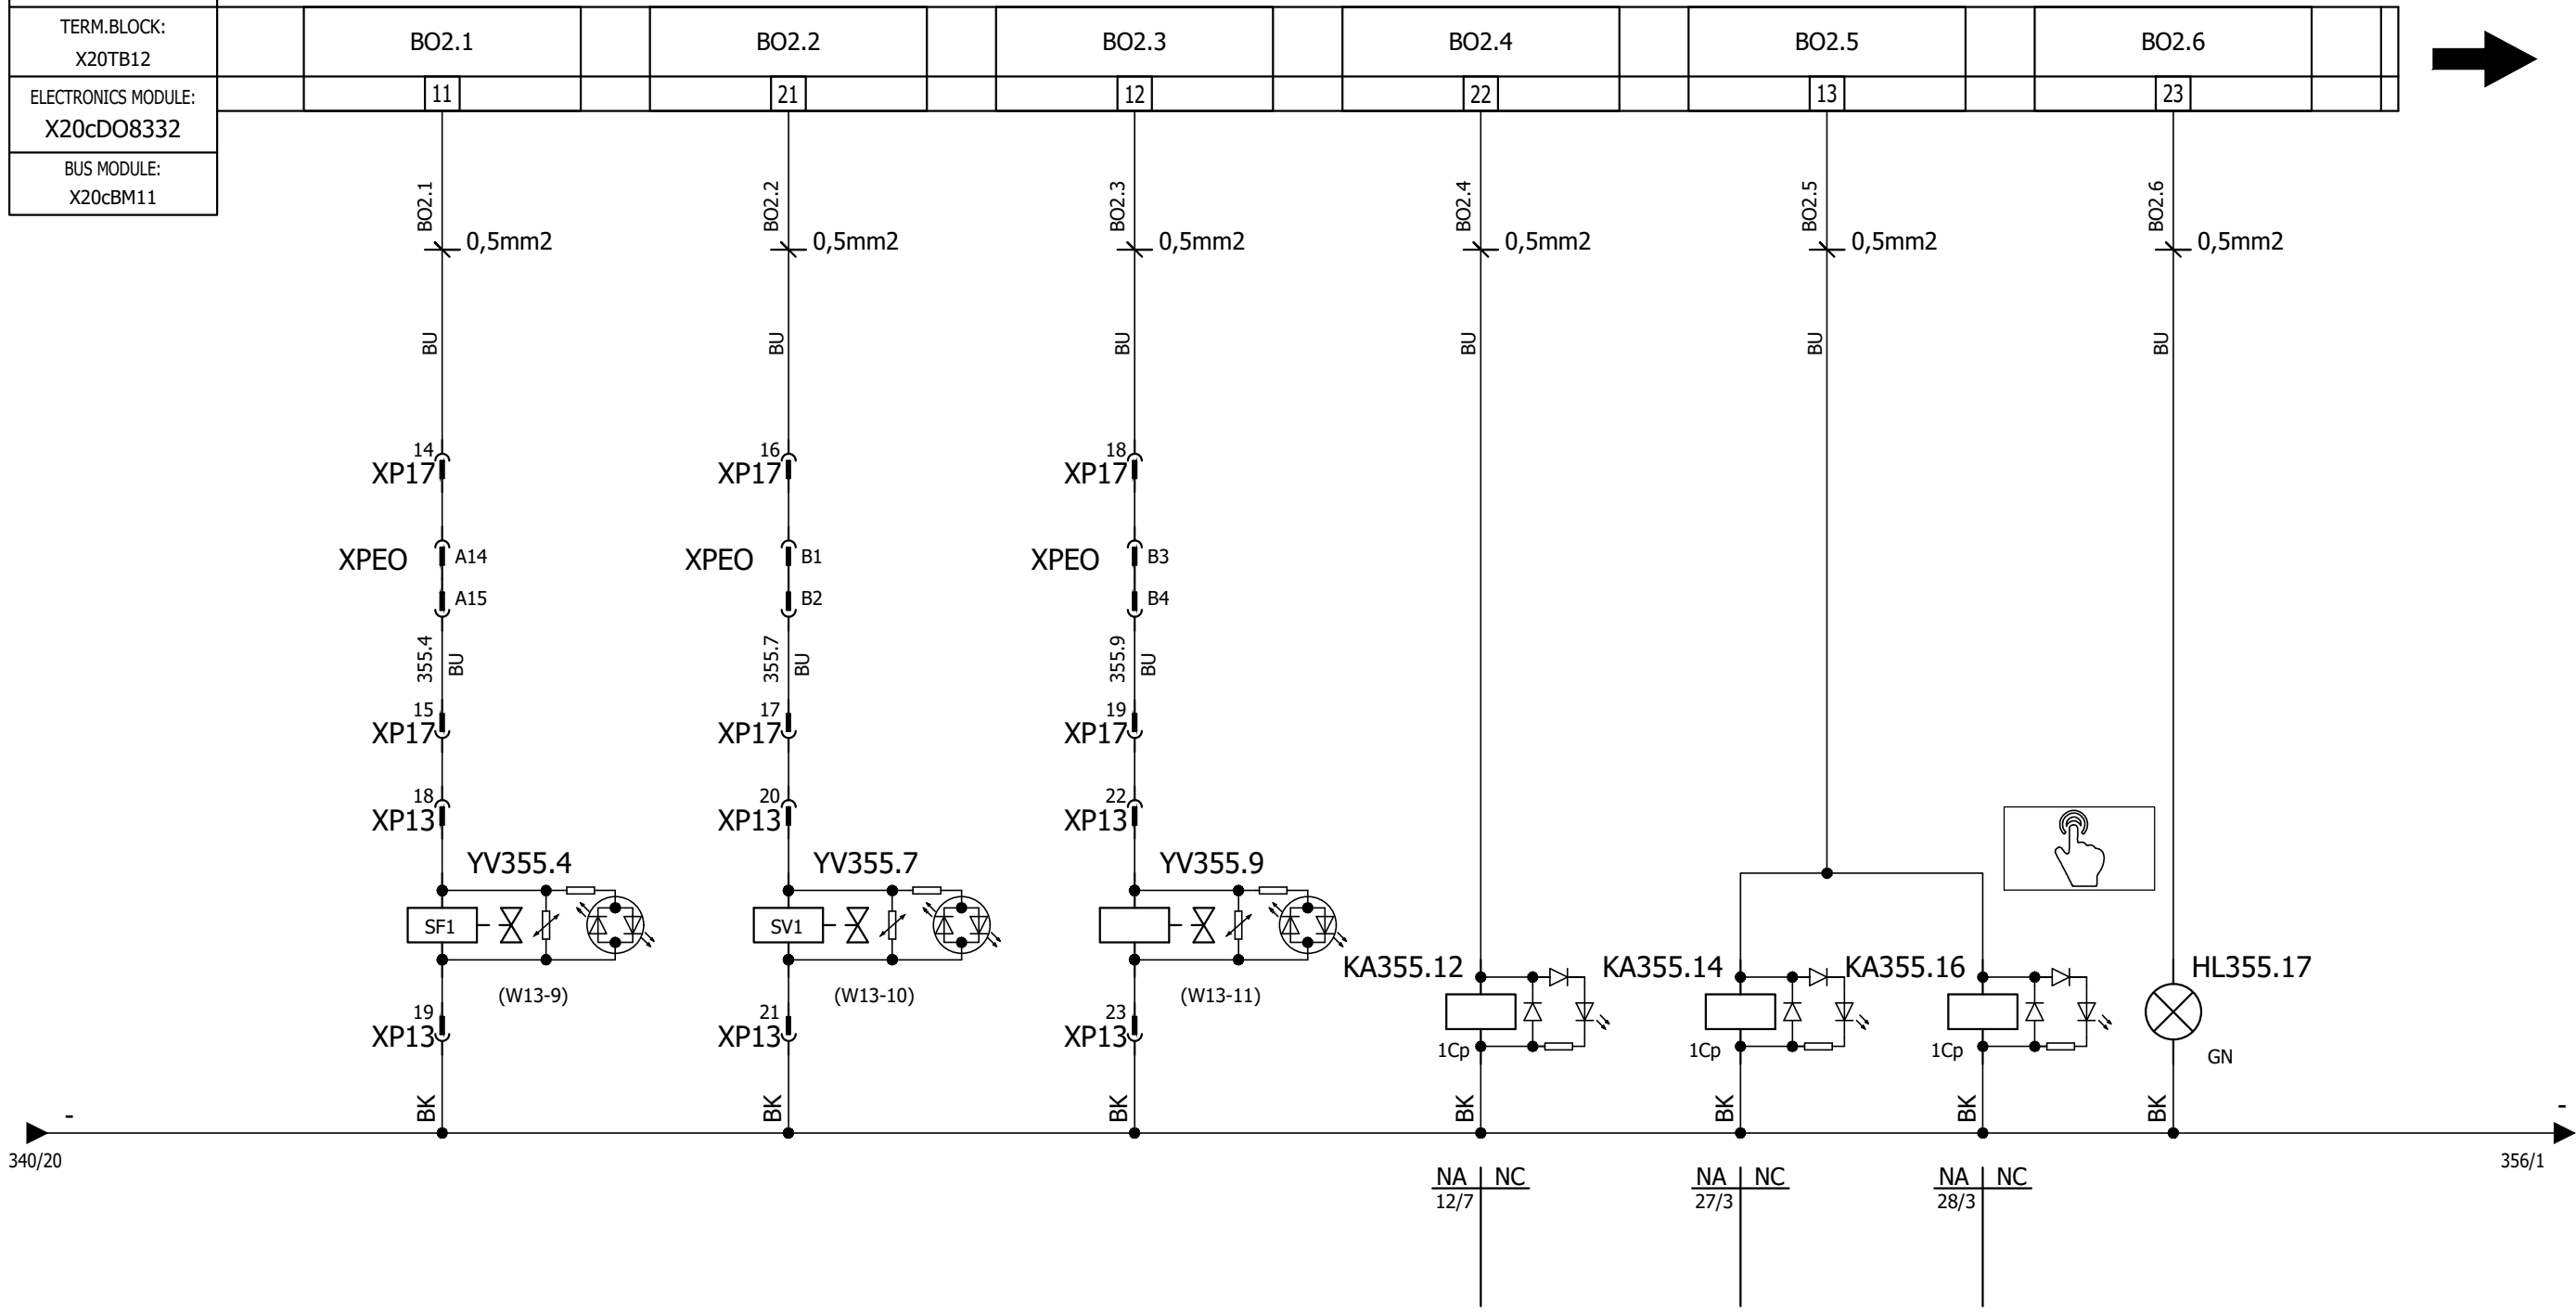 TERM.BLOCK:
X20TB12
BO2.1
BO2.2
BO2.3
BO2.4
BO2.5
BO2.6
ELECTRONICS MODULE:
X20cDO8332
11
21
12
22
13
23
BUS MODULE:
X20cBM11
BO2.1
BO2.2
BO2.3
BO2.4
BO2.5
BO2.6
0,5mm2
0,5mm2
0,5mm2
0,5mm2
0,5mm2
0,5mm2
BU
BU
BU
BU
BU
BU
14
XP17
16
XP17
18
XP17
XPEO
A14
A15
XPEO
B1
B2
XPEO
B3
B4
355.4
BU
355.7
BU
355.9
BU
15
XP17
17
XP17
19
XP17
18
XP13
20
XP13
22
XP13
YV355.4
YV355.7
YV355.9
SF1
SV1
(W13-9)
(W13-10)
(W13-11)
KA355.12
KA355.14
KA355.16
HL355.17
1Cp
1Cp
1Cp
GN
19
XP13
21
XP13
23
XP13
BK
BK
BK
BK
BK
BK
BK
-
-
340/20
356/1
NA NC
12/7
NA NC
27/3
NA NC
28/3